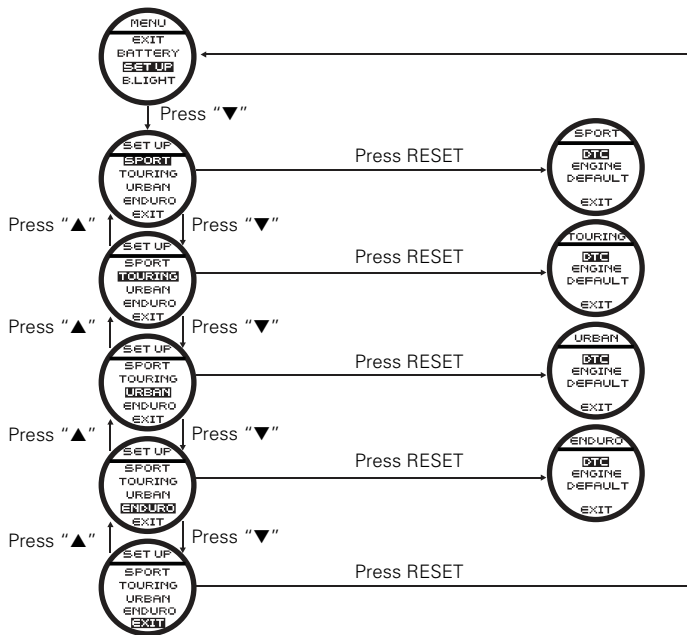 MENU
EXIT
BATTERY
SET UP
B.LIGHT
Press “▼”
SET UP
SPORT
TOURING
URBAN
ENDURO
EXIT
Press RESET
SPORT
DTC
ENGINE
DEFAULT
EXIT
Press “▲”
Press “▼”
SET UP
SPORT
TOURING
URBAN
ENDURO
EXIT
Press RESET
TOURING
DTC
ENGINE
DEFAULT
EXIT
Press “▲”
Press “▼”
SET UP
SPORT
TOURING
URBAN
ENDURO
EXIT
Press RESET
URBAN
DTC
ENGINE
DEFAULT
EXIT
Press “▲”
Press “▼”
SET UP
SPORT
TOURING
URBAN
ENDURO
EXIT
Press RESET
ENDURO
DTC
ENGINE
DEFAULT
EXIT
Press “▲”
Press “▼”
SET UP
SPORT
TOURING
URBAN
ENDURO
EXIT
Press RESET